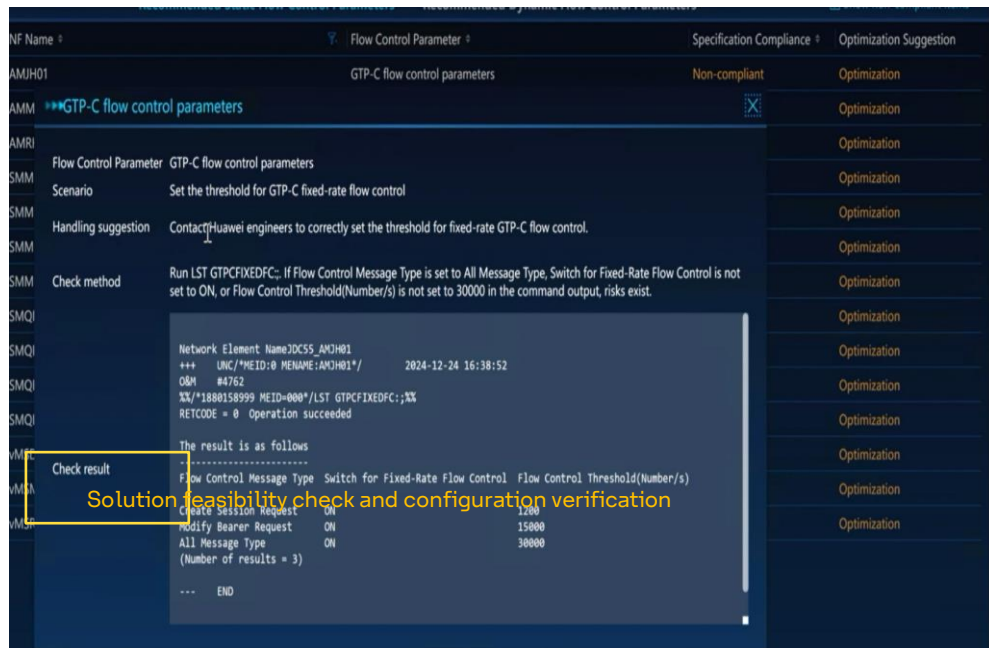 NF Name
Flow Control Parameter
Specification Compliance
Optimization Suggestion
AMJH01
GTP-C flow control parameters
Non-compliant
Optimization
AMM
GTP-C flow control parameters
X
Optimization
AMRI
Optimization
Flow Control Parameter GTP-C flow control parameters
SMM
Optimization
Scenario Set the threshold for GTP-C fixed-rate flow control
SMM
Optimization
Handling suggestion Contact Huawei engineers to correctly set the threshold for fixed-rate GTP-C flow control.
SMM
Optimization
SMM
Check method
Run LST GTPCFIXEDFC:;. If Flow Control Message Type is set to All Message Type, Switch for Fixed-Rate Flow Control is not
set to ON, or Flow Control Threshold(Number/s) is not set to 30000 in the command output, risks exist.
Optimization
SMQI
Optimization
SMQI
Optimization
SMQI
Optimization
SMQI
Optimization
Optimization
Optimization
Optimization
Network Element NameJDC55_AMJH01
+++ UNC/*MEID:0 MENAME:AMJH01*/ 2024-12-24 16:38:52
O&M #4762
%%/*1880158999 MEID=000*/LST GTPCFIXEDFC:;%%
RETCODE = 0 Operation succeeded
The result is as follows
------------------------
Check result
Flow Control Message Type Switch for Fixed-Rate Flow Control Flow Control Threshold(Number/s)
Solution feasibility check and configuration verification
Create Session Request ON 1200
Modify Bearer Request ON 15000
All Message Type ON 30000
(Number of results = 3)
--- END